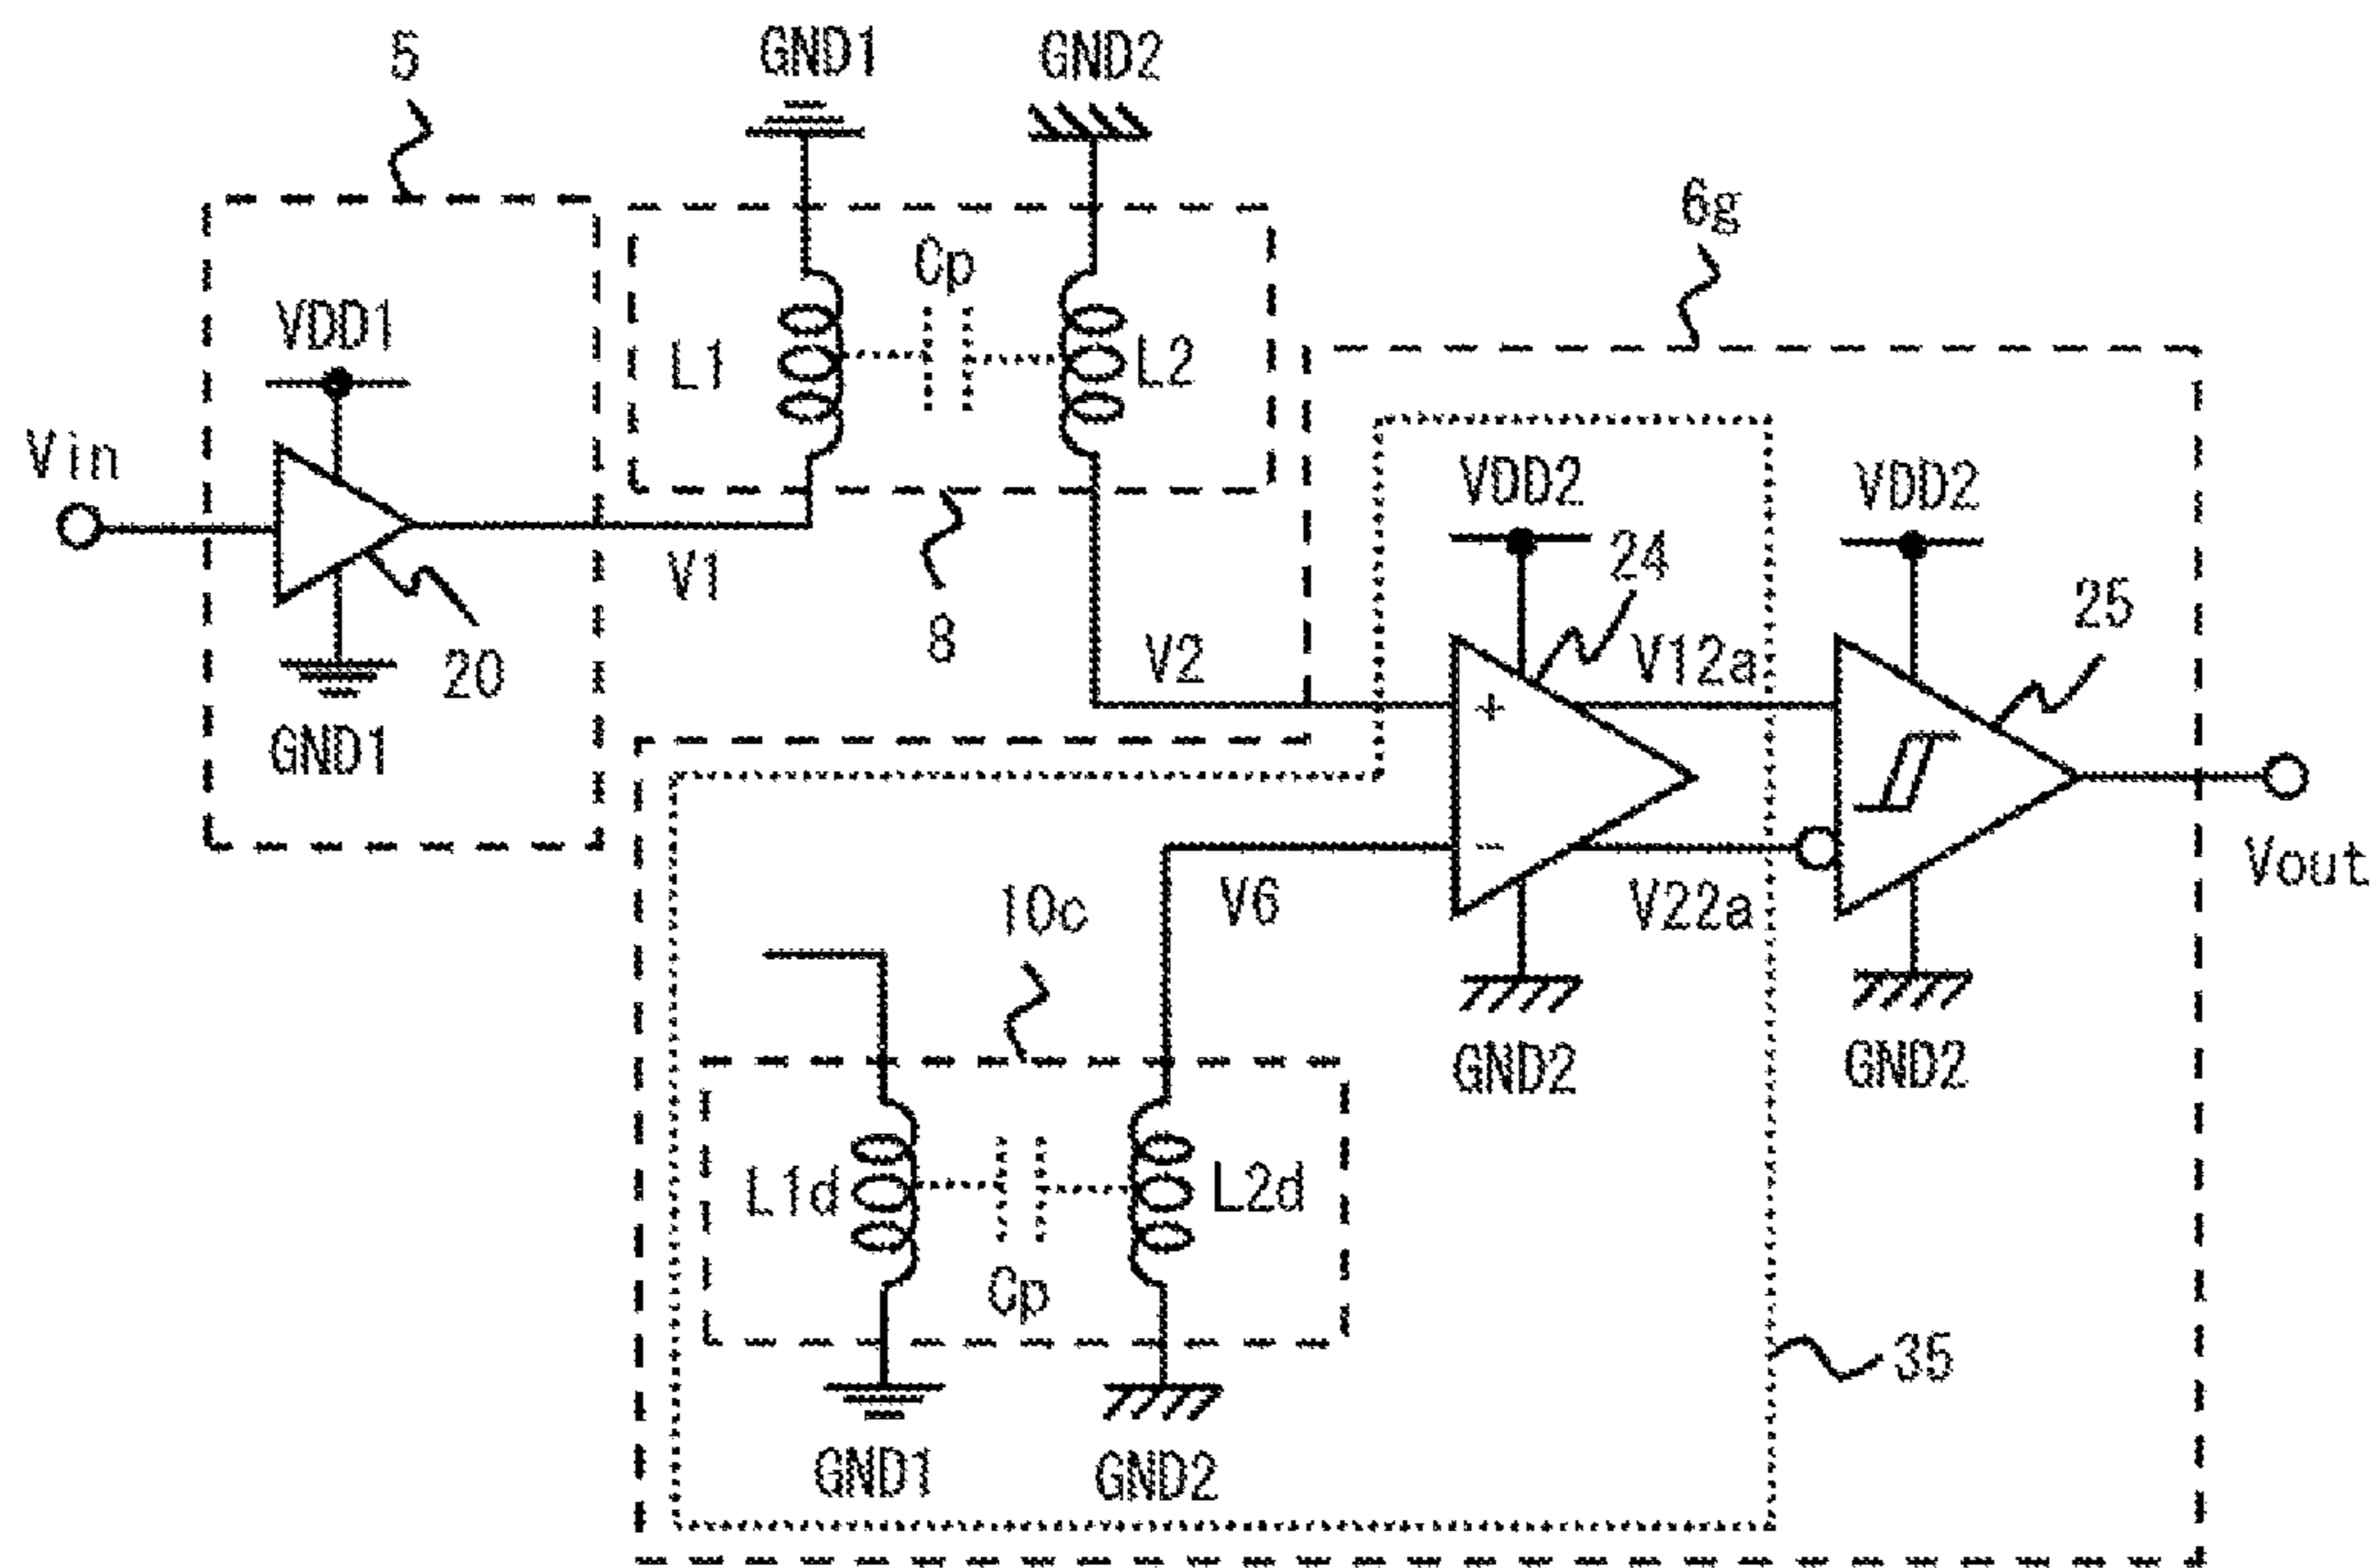 5
GND1
GND2
6g
Cp
VDD1
L1
L2
Vin
VDD2
VDD2
24
25
V1
8
20
V2
V12a
GND1
+
-
Vout
V6
V22a
10c
GND2
GND2
L1d
L2d
Cp
35
GND1
GND2